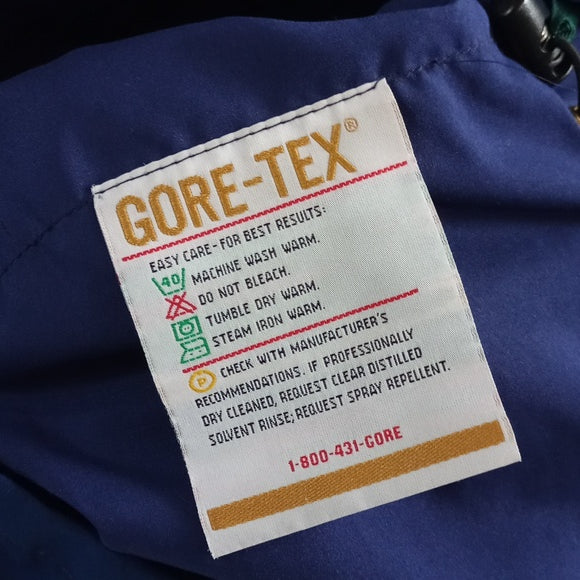 GORE-TEX®
EASY CARE-FOR BEST RESULTS:
40 MACHINE WASH WARM.
DO NOT BLEACH.
TUMBLE DRY WARM.
STEAM IRON WARM.
P CHECK WITH MANUFACTURER'S
RECOMMENDATIONS. IF PROFESSIONALLY
DRY CLEANED, REQUEST CLEAR DISTILLED
SOLVENT RINSE; REQUEST SPRAY REPELLENT.
1-800-431-GORE